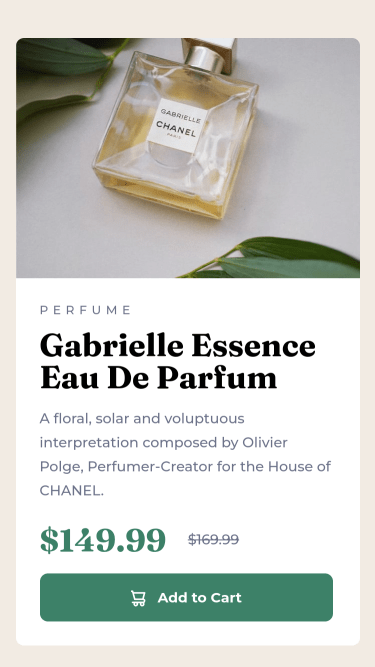 GABRIELLE
CHANEL
PARIS
PERFUME
Gabrielle Essence
Eau De Parfum
A floral, solar and voluptuous
interpretation composed by Olivier
Polge, Perfumer-Creator for the House of
CHANEL.
$149.99 $169.99
Add to Cart